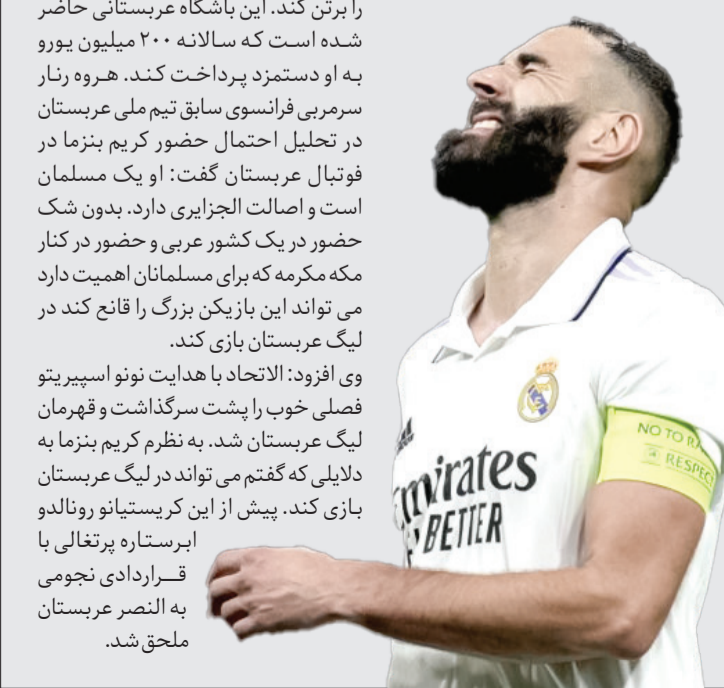 را برتن کند. این باشگاه عربستانی حاضر
شده است که سالانه ۲۰۰ میلیون یورو
به او دستمزد پرداخت کند. هروه رنار
سرمربی فرانسوی سابق تیم ملی عربستان
در تحلیل احتمال حضور کریم بنزما در
فوتبال عربستان گفت: او یک مسلمان
است و اصالت الجزایری دارد. بدون شک
حضور در یک کشور عربی و حضور در کنار
مکه مکرمه که برای مسلمانان اهمیت دارد
می تواند این بازیکن بزرگ را قانع کند در
لیگ عربستان بازی کند.
وی افزود: الاتحاد با هدایت نونو اسپیریتو
فصلی خوب را پشت سرگذاشت و قهرمان
لیگ عربستان شد. به نظرم کریم بنزما به
دلایلی که گفتم می تواند در لیگ عربستان
بازی کند. پیش از این کریستیانو رونالدو
ابرستاره پرتغالی با
قـــراردادی نجومی
به النصر عربستان
ملحق شد.
NO TO
RESPECT
mirates
BETTER